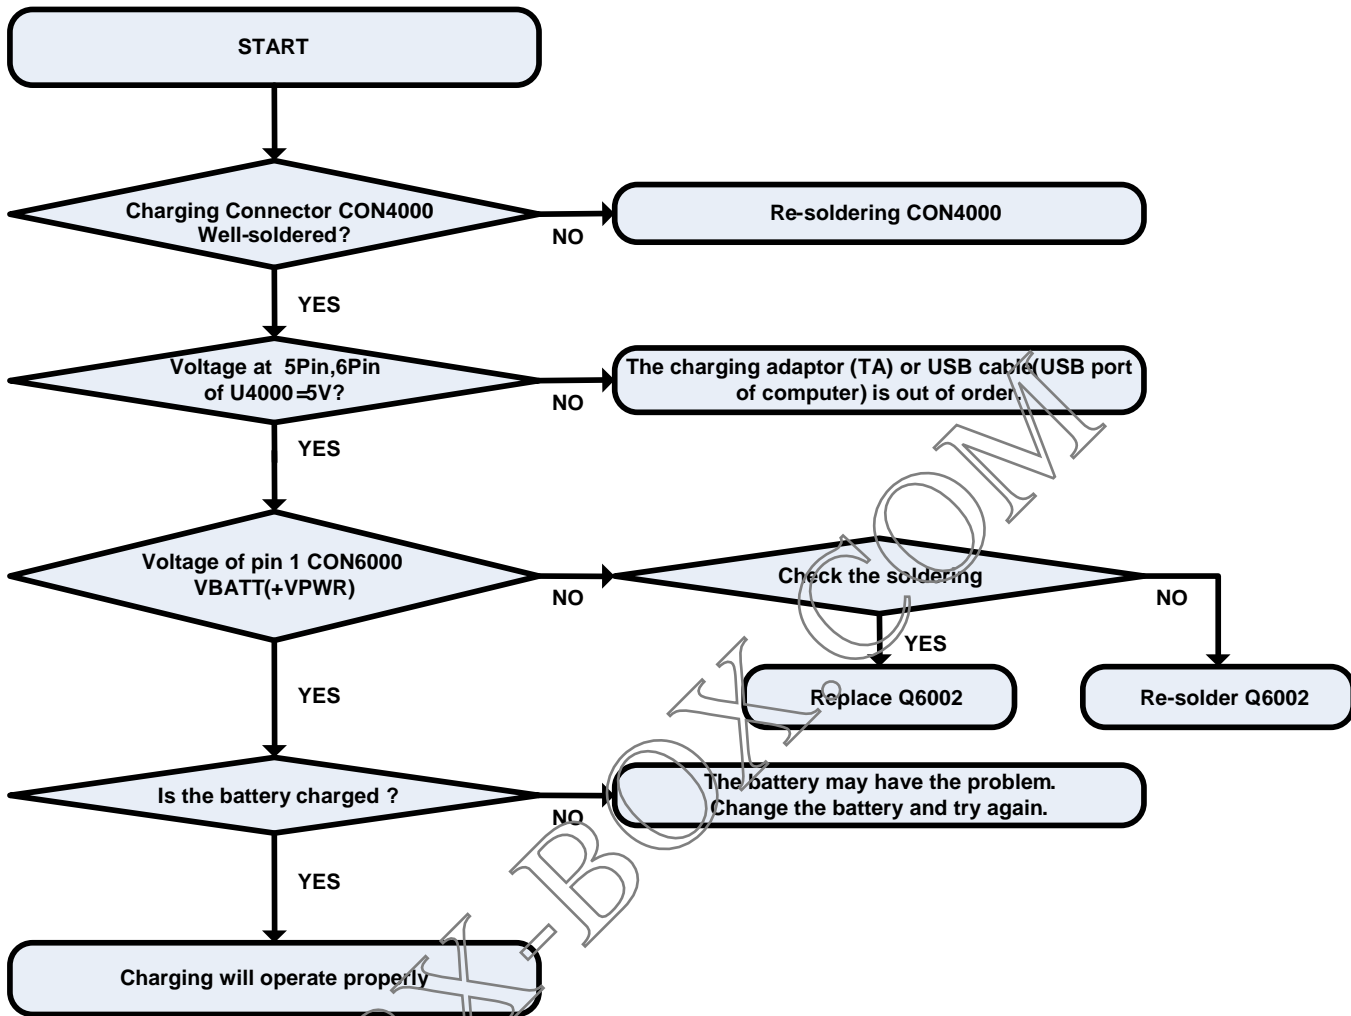 START
Charging Connector CON4000
Well-soldered?
NO
Re-soldering CON4000
YES
Voltage at 5Pin,6Pin
of U4000=5V?
NO
The charging adaptor (TA) or USB cable(USB port
of computer) is out of order.
YES
Voltage of pin 1 CON6000
VBATT(+VPWR)
NO
Check the soldering
NO
YES
Replace Q6002
Re-solder Q6002
YES
Is the battery charged ?
NO
The battery may have the problem.
Change the battery and try again.
YES
Charging will operate properly
X-BOX.COM